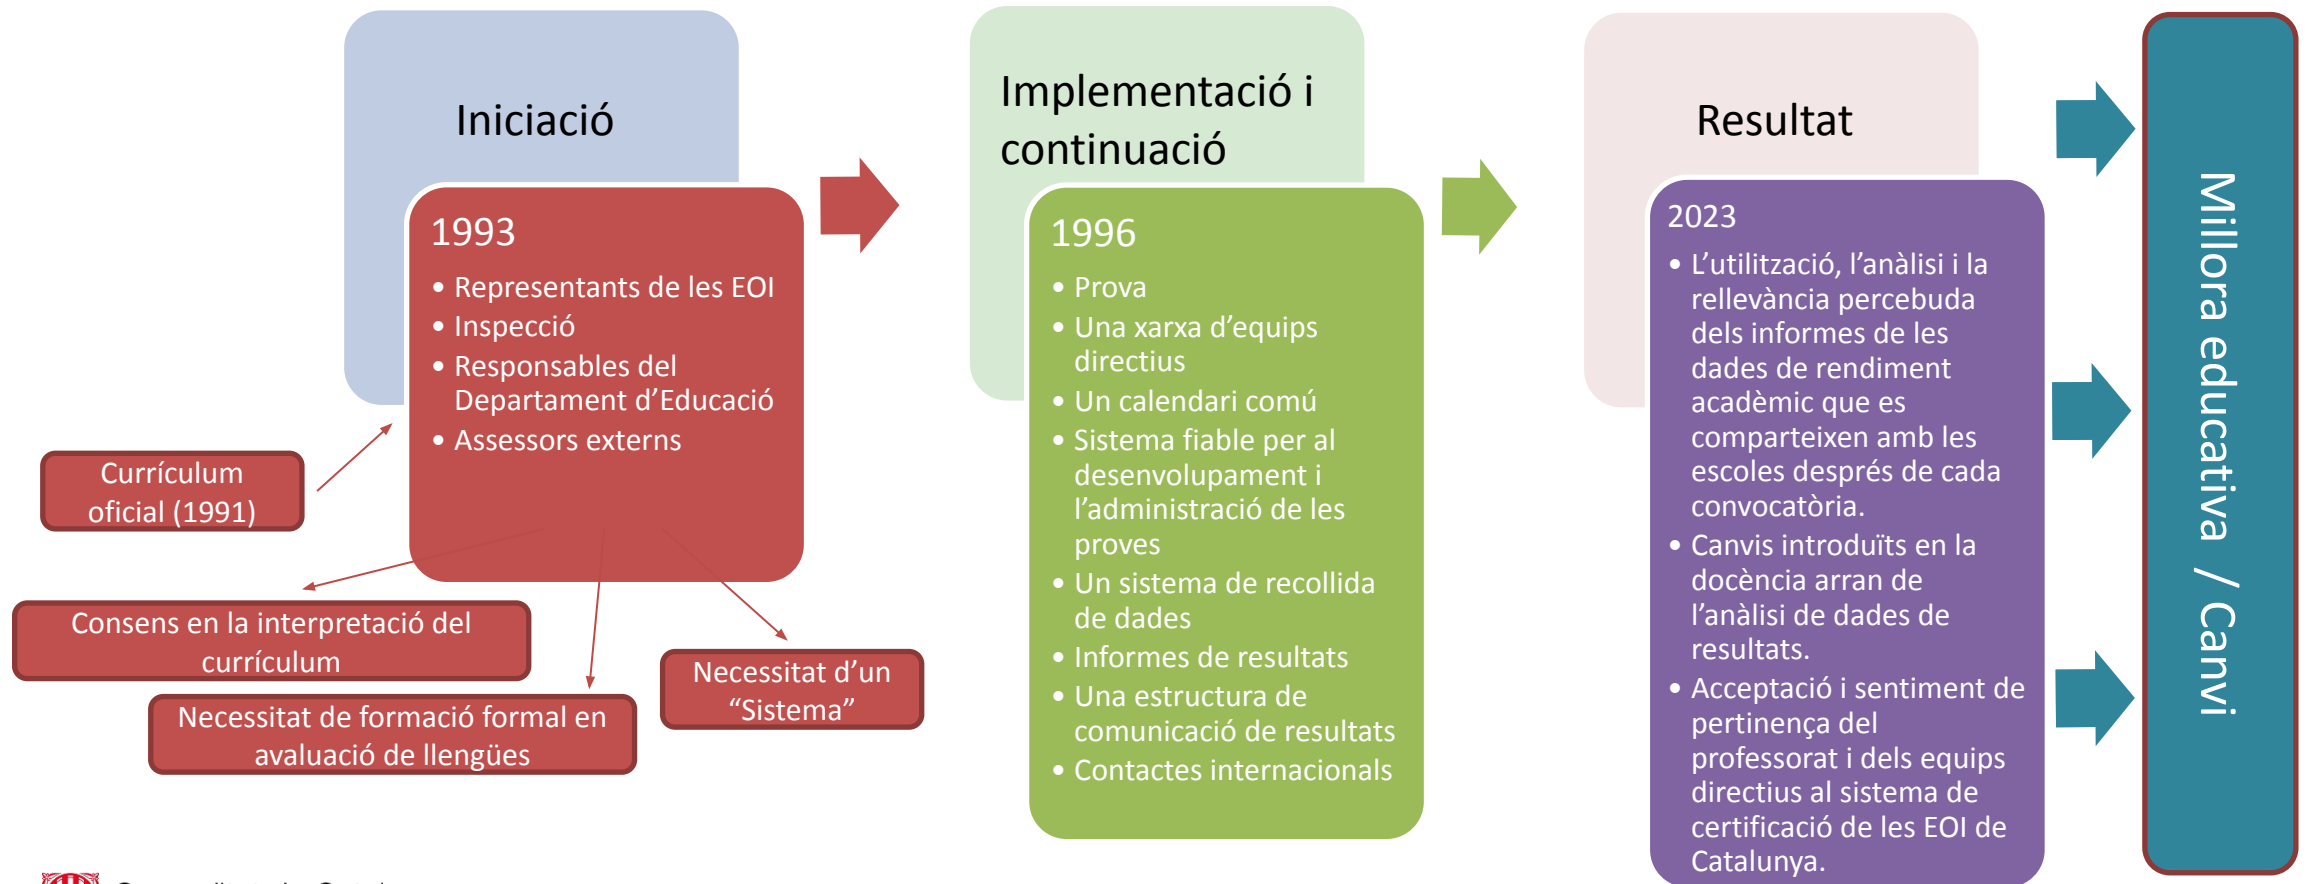 Iniciació
1993
• Representants de les EOI
• Inspecció
• Responsables del
Departament d’Educació
• Assessors externs
Currículum
oficial (1991)
Consens en la interpretació del
currículum
Necessitat de formació formal en
avaluació de llengües
Necessitat d’un
“Sistema”
Implementació i
continuació
1996
• Prova
• Una xarxa d’equips
directius
• Un calendari comú
• Sistema fiable per al
desenvolupament i
l’administració de les
proves
• Un sistema de recollida
de dades
• Informes de resultats
• Una estructura de
comunicació de resultats
• Contactes internacionals
Resultat
2023
• L’utilització, l’anàlisi i la
rellevància percebuda
dels informes de les
dades de rendiment
acadèmic que es
comparteixen amb les
escoles després de cada
convocatòria.
• Canvis introduïts en la
docència arran de
l’anàlisi de dades de
resultats.
• Acceptació i sentiment de
pertinença del
professorat i dels equips
directius al sistema de
certificació de les EOI de
Catalunya.
Millora educativa / Canvi